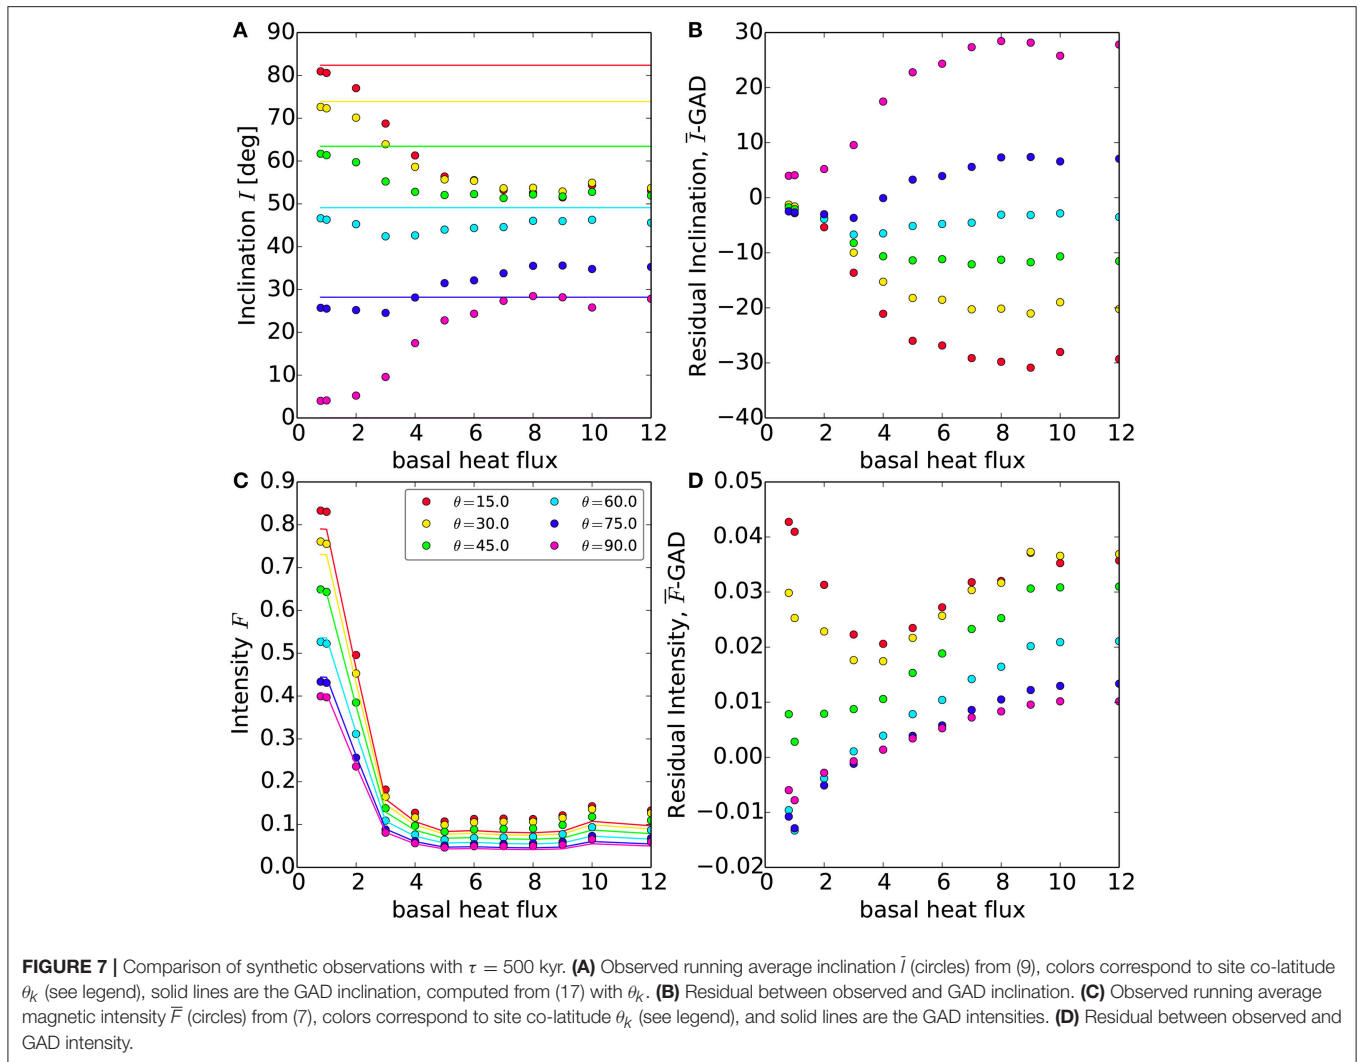 A
90
80
70
60
50
40
30
20
10
0
Inclination I [deg]
0 2 4 6 8 10 12
basal heat flux
B
30
20
10
0
−10
−20
−30
−40
Residual Inclination, Ī-GAD
0 2 4 6 8 10 12
basal heat flux
C
0.9
0.8
0.7
0.6
0.5
0.4
0.3
0.2
0.1
0.0
Intensity F
θ=15.0 θ=60.0
θ=30.0 θ=75.0
θ=45.0 θ=90.0
0 2 4 6 8 10 12
basal heat flux
D
0.05
0.04
0.03
0.02
0.01
0.00
−0.01
−0.02
Residual Intensity, F̅-GAD
0 2 4 6 8 10 12
basal heat flux
FIGURE 7 | Comparison of synthetic observations with τ = 500 kyr. (A) Observed running average inclination Ī (circles) from (9), colors correspond to site co-latitude
θk (see legend), solid lines are the GAD inclination, computed from (17) with θk. (B) Residual between observed and GAD inclination. (C) Observed running average
magnetic intensity F̅ (circles) from (7), colors correspond to site co-latitude θk (see legend), and solid lines are the GAD intensities. (D) Residual between observed and
GAD intensity.